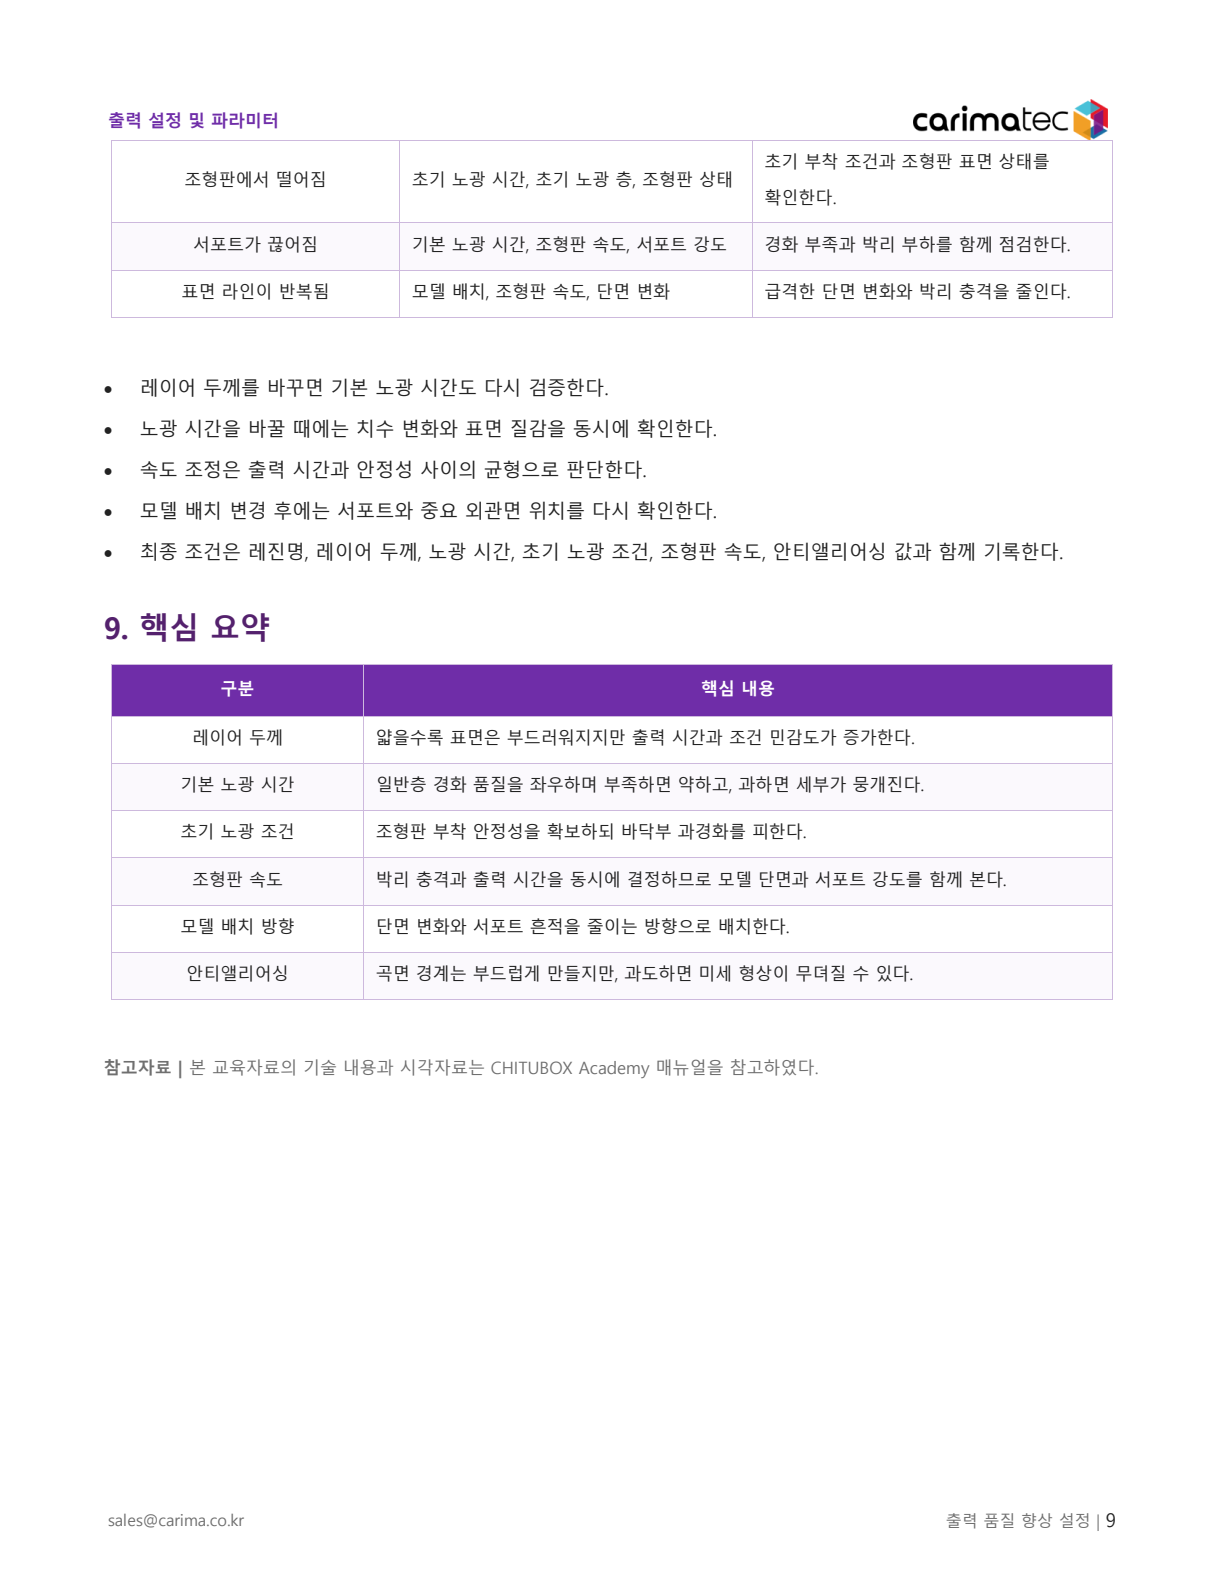 출력 설정 및 파라미터
carimatec
조형판에서 떨어짐
초기 노광 시간, 초기 노광 층, 조형판 상태
초기 부착 조건과 조형판 표면 상태를
확인한다.
서포트가 끊어짐
기본 노광 시간, 조형판 속도, 서포트 강도
경화 부족과 박리 부하를 함께 점검한다.
표면 라인이 반복됨
모델 배치, 조형판 속도, 단면 변화
급격한 단면 변화와 박리 충격을 줄인다.
• 레이어 두께를 바꾸면 기본 노광 시간도 다시 검증한다.
• 노광 시간을 바꿀 때에는 치수 변화와 표면 질감을 동시에 확인한다.
• 속도 조정은 출력 시간과 안정성 사이의 균형으로 판단한다.
• 모델 배치 변경 후에는 서포트와 중요 외관면 위치를 다시 확인한다.
• 최종 조건은 레진명, 레이어 두께, 노광 시간, 초기 노광 조건, 조형판 속도, 안티앨리어싱 값과 함께 기록한다.
9. 핵심 요약
구분
핵심 내용
레이어 두께
얇을수록 표면은 부드러워지지만 출력 시간과 조건 민감도가 증가한다.
기본 노광 시간
일반층 경화 품질을 좌우하며 부족하면 약하고, 과하면 세부가 뭉개진다.
초기 노광 조건
조형판 부착 안정성을 확보하되 바닥부 과경화를 피한다.
조형판 속도
박리 충격과 출력 시간을 동시에 결정하므로 모델 단면과 서포트 강도를 함께 본다.
모델 배치 방향
단면 변화와 서포트 흔적을 줄이는 방향으로 배치한다.
안티앨리어싱
곡면 경계는 부드럽게 만들지만, 과도하면 미세 형상이 무뎌질 수 있다.
참고자료 | 본 교육자료의 기술 내용과 시각자료는 CHITUBOX Academy 매뉴얼을 참고하였다.
sales@carima.co.kr
출력 품질 향상 설정 | 9